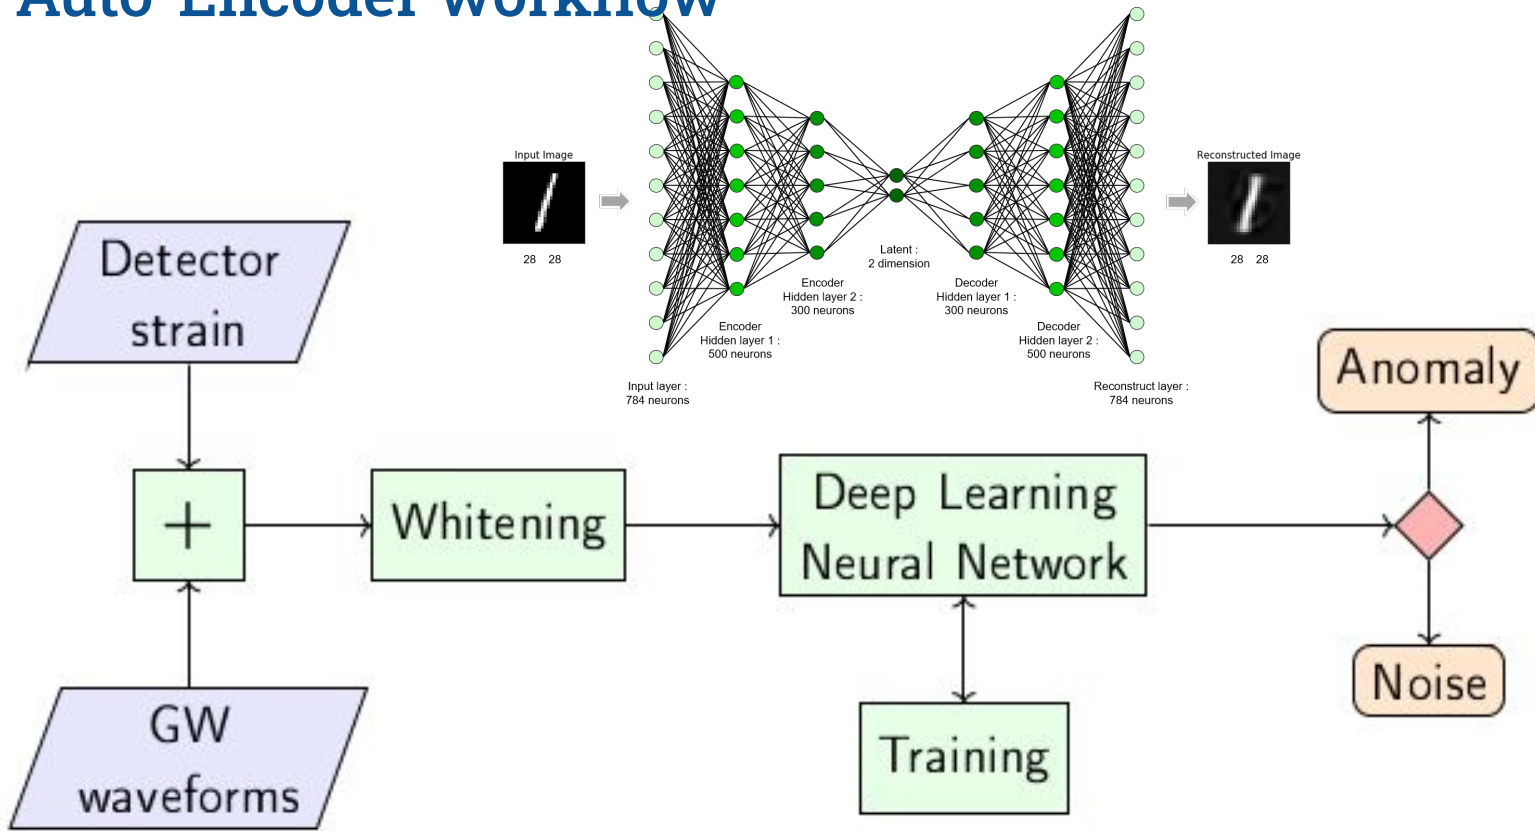 Auto-Encoder workflow
Input Image
28 28
Reconstructed Image
28 28
Latent :
2 dimension
Encoder
Hidden layer 2 :
300 neurons
Decoder
Hidden layer 1 :
300 neurons
Encoder
Hidden layer 1 :
500 neurons
Decoder
Hidden layer 2 :
500 neurons
Input layer :
784 neurons
Reconstruct layer :
784 neurons
Detector
strain
+
Whitening
Deep Learning
Neural Network
Anomaly
Noise
GW
waveforms
Training